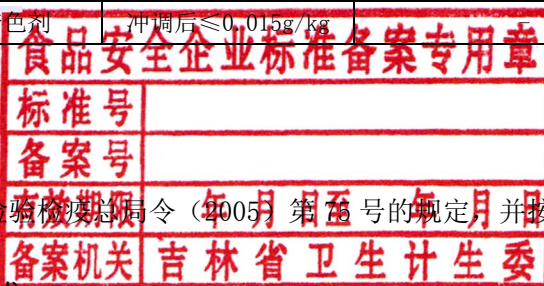 色剂 冲调后≤0.015g/kg –
食品安全企业标准备案专用章
标准号
备案号
检验检疫总局令（2005）第75号的规定，并按
有效期限 年 月 日至 年 月 日
备案机关 吉林省卫生计生委